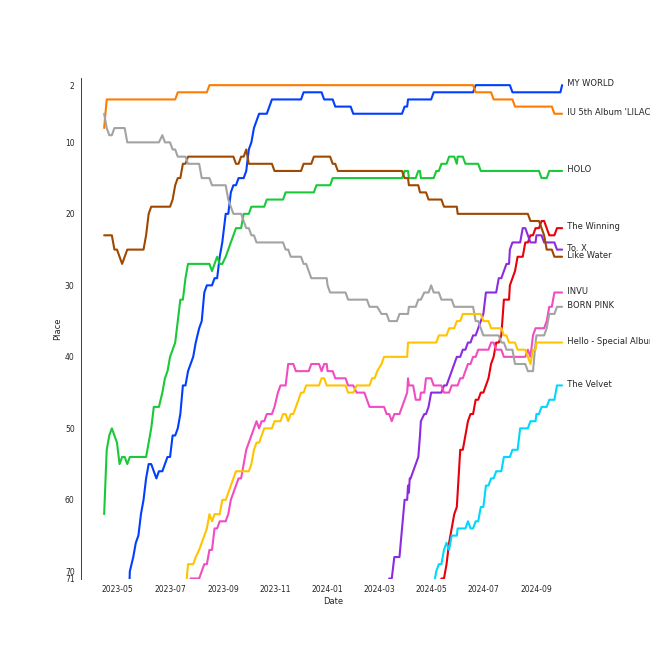 2
MY WORLD
IU 5th Album 'LILAC
10
HOLO
20
The Winning
To. X
Like Water
30
INVU
BORN PINK
Place
40
Hello - Special Albur
The Velvet
50
60
70
71
2023-05 2023-07 2023-09 2023-11 2024-01 2024-03 2024-05 2024-07 2024-09
Date